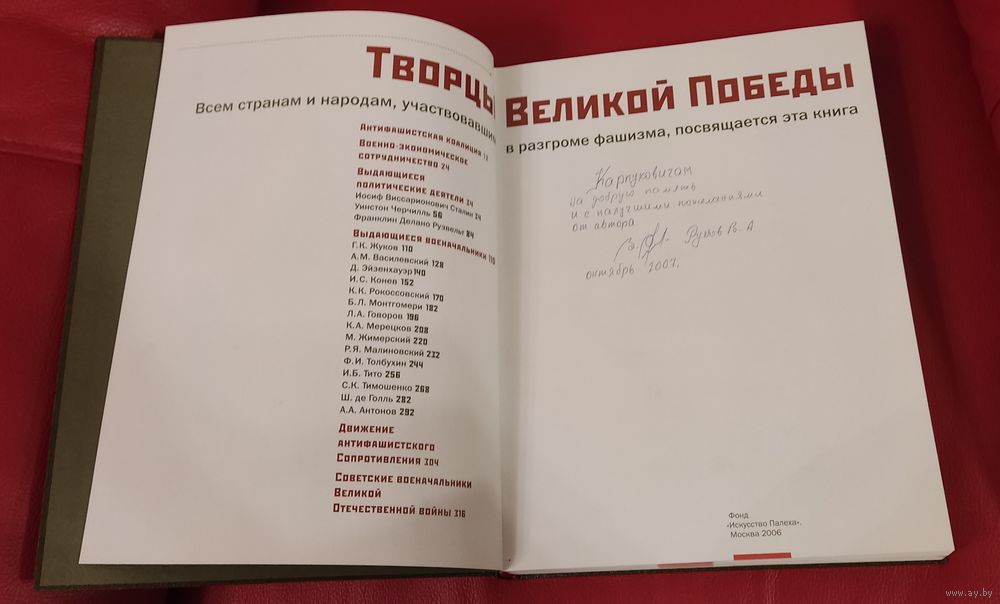 Творцы Великой Победы
Всем странам и народам, участвовавшим в разгроме фашизма, посвящается эта книга
Антифашистская коалиция 12
Военно-экономическое
сотрудничество 24
Выдающиеся
политические деятели 34
Иосиф Виссарионович Сталин 34
Уинстон Черчилль 56
Франклин Делано Рузвельт 84
Выдающиеся военачальники 110
Г.К. Жуков 110
А.М. Василевский 128
Д. Эйзенхауэр 140
И.С. Конев 152
К.К. Рокоссовский 170
Б.Л. Монтгомери 182
Л.А. Говоров 196
К.А. Мерецков 208
М. Жимерский 220
Р.Я. Малиновский 232
Ф.И. Толбухин 244
И.Б. Тито 256
С.К. Тимошенко 268
Ш. де Голль 282
А.А. Антонов 292
Движение
антифашистского
Сопротивления 304
Советские военачальники
Великой
Отечественной войны 316
Карпуковичам
на добрую память
и с наилучшими пожеланиями
от автора
Рунов В. А
октябрь 2007.
Фонд
«Искусство Палеха».
Москва 2006
www.ay.by